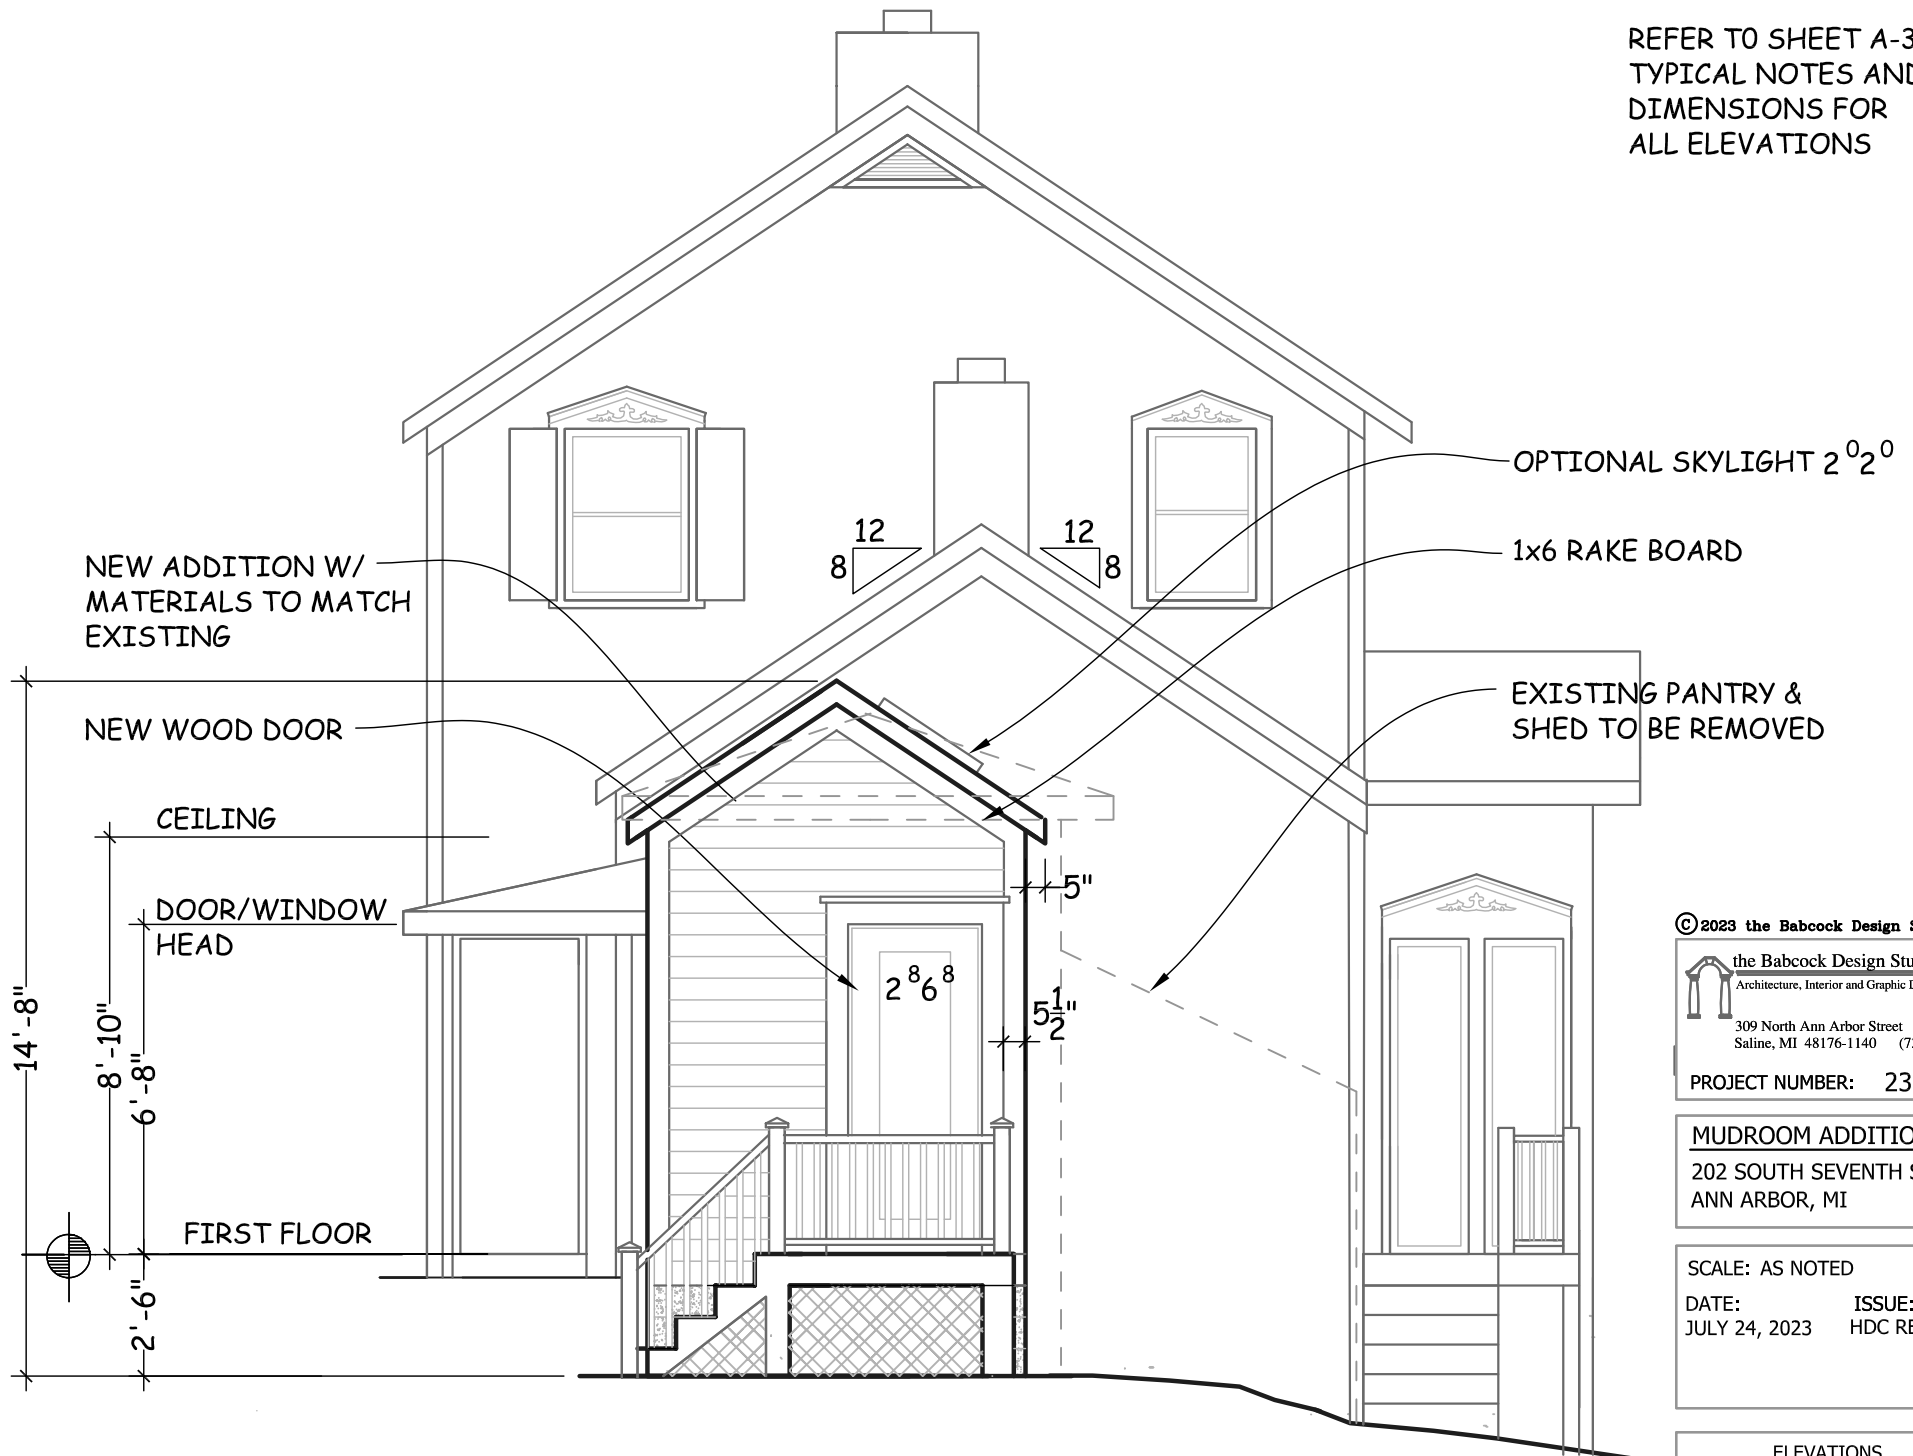 REFER TO SHEET A-3
TYPICAL NOTES AND
DIMENSIONS FOR
ALL ELEVATIONS
OPTIONAL SKYLIGHT 2⁰2⁰
12
8
12
8
1x6 RAKE BOARD
NEW ADDITION W/
MATERIALS TO MATCH
EXISTING
EXISTING PANTRY &
SHED TO BE REMOVED
NEW WOOD DOOR
CEILING
DOOR/WINDOW
HEAD
5"
2⁸6⁸
5 1/2"
14'-8"
8'-10"
6'-8"
FIRST FLOOR
2'-6"
© 2023 the Babcock Design S
the Babcock Design Stu
Architecture, Interior and Graphic D
309 North Ann Arbor Street
Saline, MI 48176-1140 (7
PROJECT NUMBER: 23
MUDROOM ADDITIO
202 SOUTH SEVENTH S
ANN ARBOR, MI
SCALE: AS NOTED
DATE: ISSUE:
JULY 24, 2023 HDC RE
ELEVATIONS